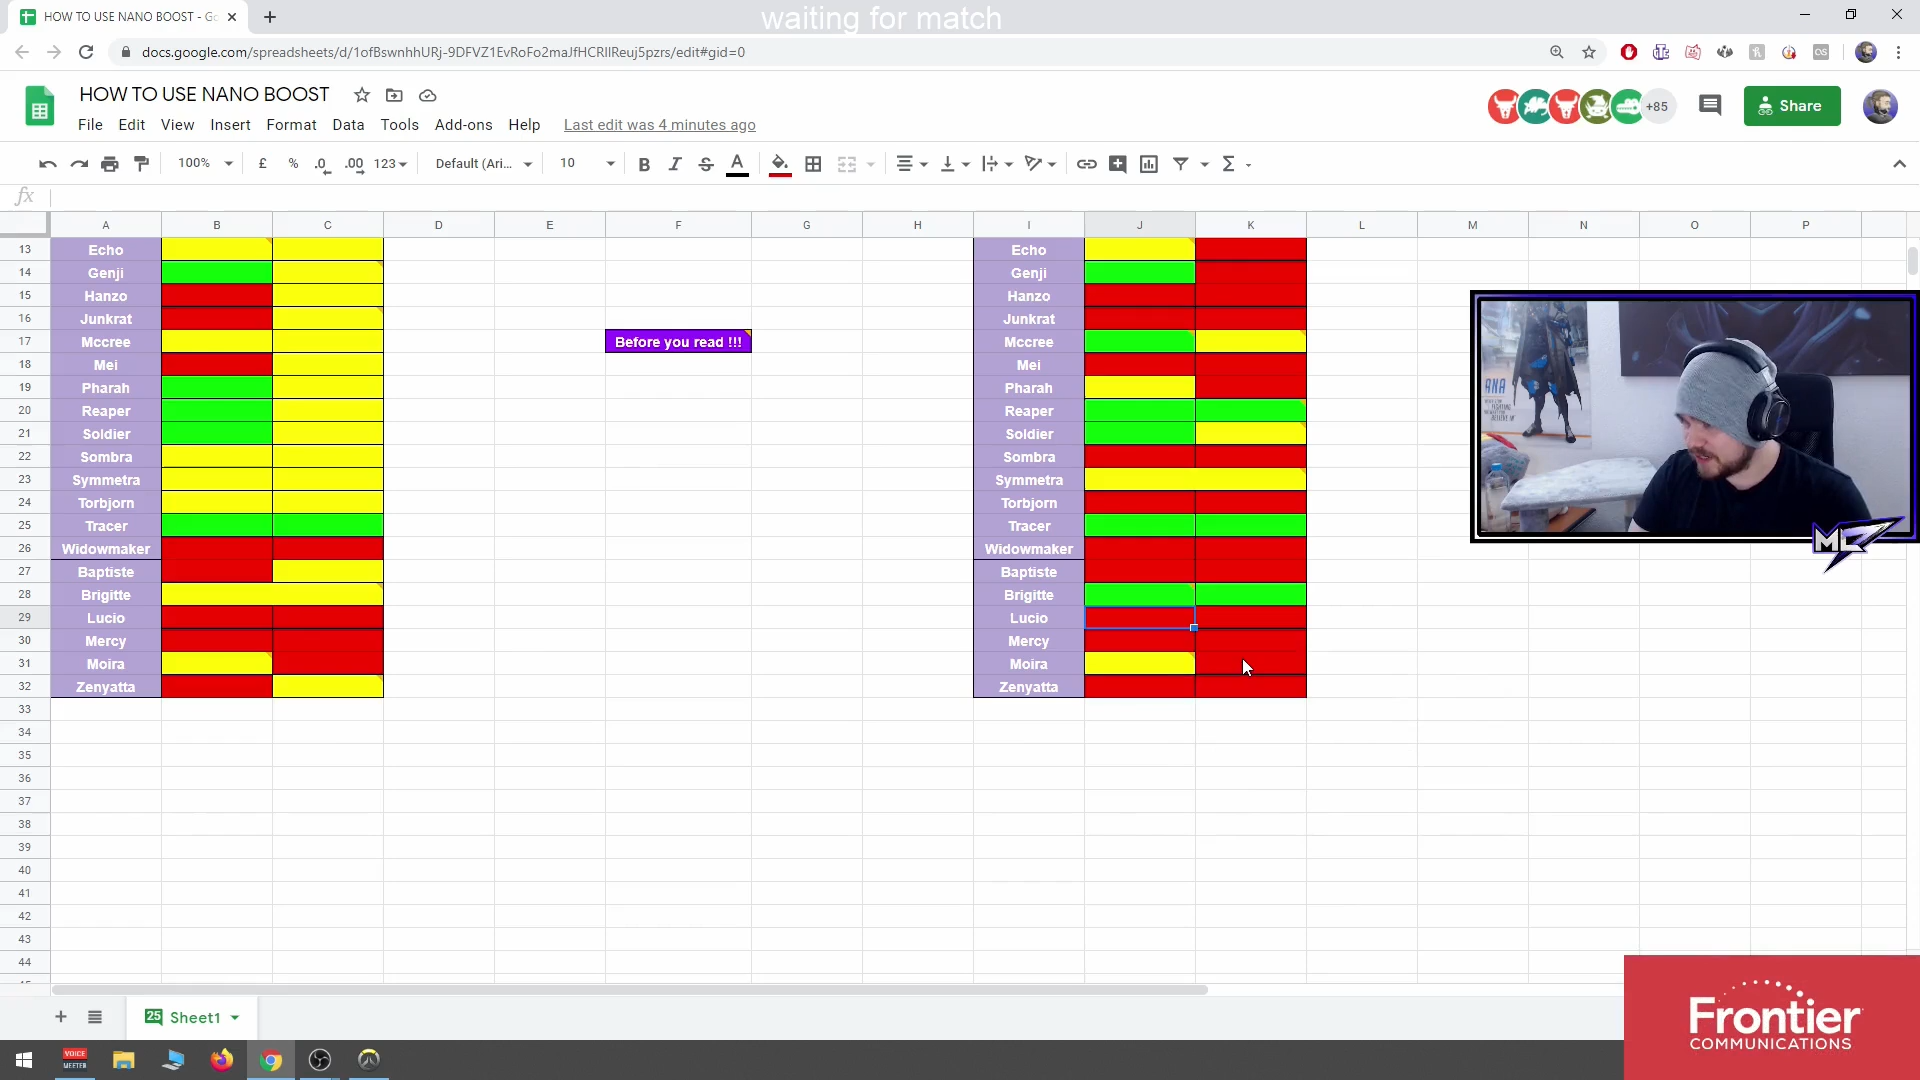 HOW TO USE NANO BOOST - Go
waiting for match
docs.google.com/spreadsheets/d/1ofBswnhhURj-9DFVZ1EvRoFo2maJfHCRIlReuj5pzrs/edit#gid=0
HOW TO USE NANO BOOST
+85
Share
File Edit View Insert Format Data Tools Add-ons Help Last edit was 4 minutes ago
100% £ % .0 .00 123 Default (Ari... 10 B I S A Σ
fx
A B C D E F G H I J K L M N O P
13 Echo Echo
14 Genji Genji
15 Hanzo Hanzo
16 Junkrat Junkrat
17 Mccree Before you read !!! Mccree
18 Mei Mei
19 Pharah Pharah
20 Reaper Reaper
21 Soldier Soldier
22 Sombra Sombra
23 Symmetra Symmetra
24 Torbjorn Torbjorn
25 Tracer Tracer
26 Widowmaker Widowmaker
27 Baptiste Baptiste
28 Brigitte Brigitte
29 Lucio Lucio
30 Mercy Mercy
31 Moira Moira
32 Zenyatta Zenyatta
33
34
35
36
37
38
39
40
41
42
43
44
ANA
25 Sheet1
VOICE
MEETER
Frontier
COMMUNICATIONS